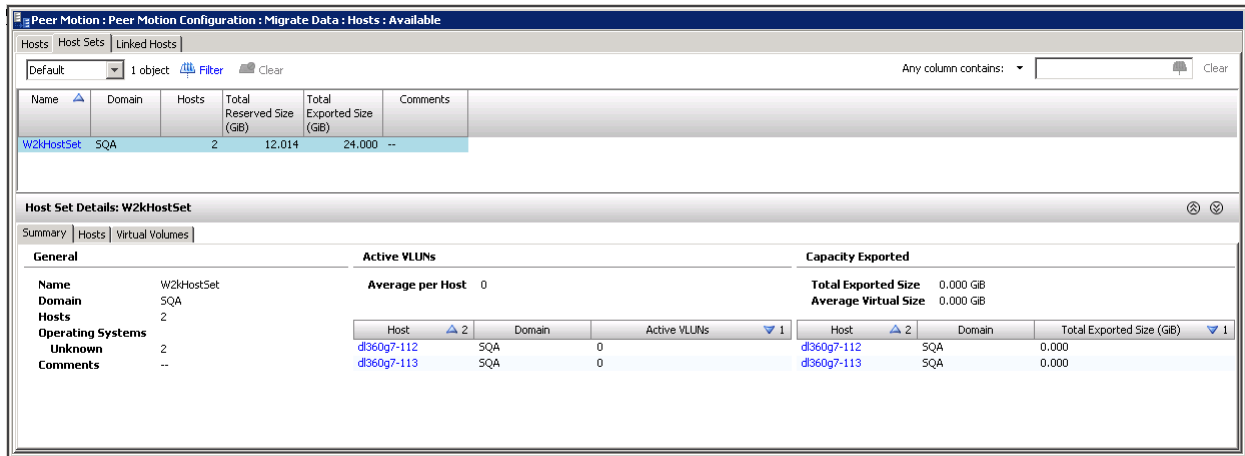 Peer Motion : Peer Motion Configuration : Migrate Data : Hosts : Available
Hosts Host Sets Linked Hosts
Default 1 object Filter Clear Any column contains: Clear
Name Domain Hosts Total Reserved Size (GiB) Total Exported Size (GiB) Comments
W2kHostSet SQA 2 12.014 24.000 --
Host Set Details: W2kHostSet
Summary Hosts Virtual Volumes
General Active VLUNs Capacity Exported
Name W2kHostSet Average per Host 0 Total Exported Size 0.000 GiB
Domain SQA Average Virtual Size 0.000 GiB
Hosts 2
Operating Systems Host 2 Domain Active VLUNs 1 Host 2 Domain Total Exported Size (GiB) 1
Unknown 2 dl360g7-112 SQA 0 dl360g7-112 SQA 0.000
Comments -- dl360g7-113 SQA 0 dl360g7-113 SQA 0.000